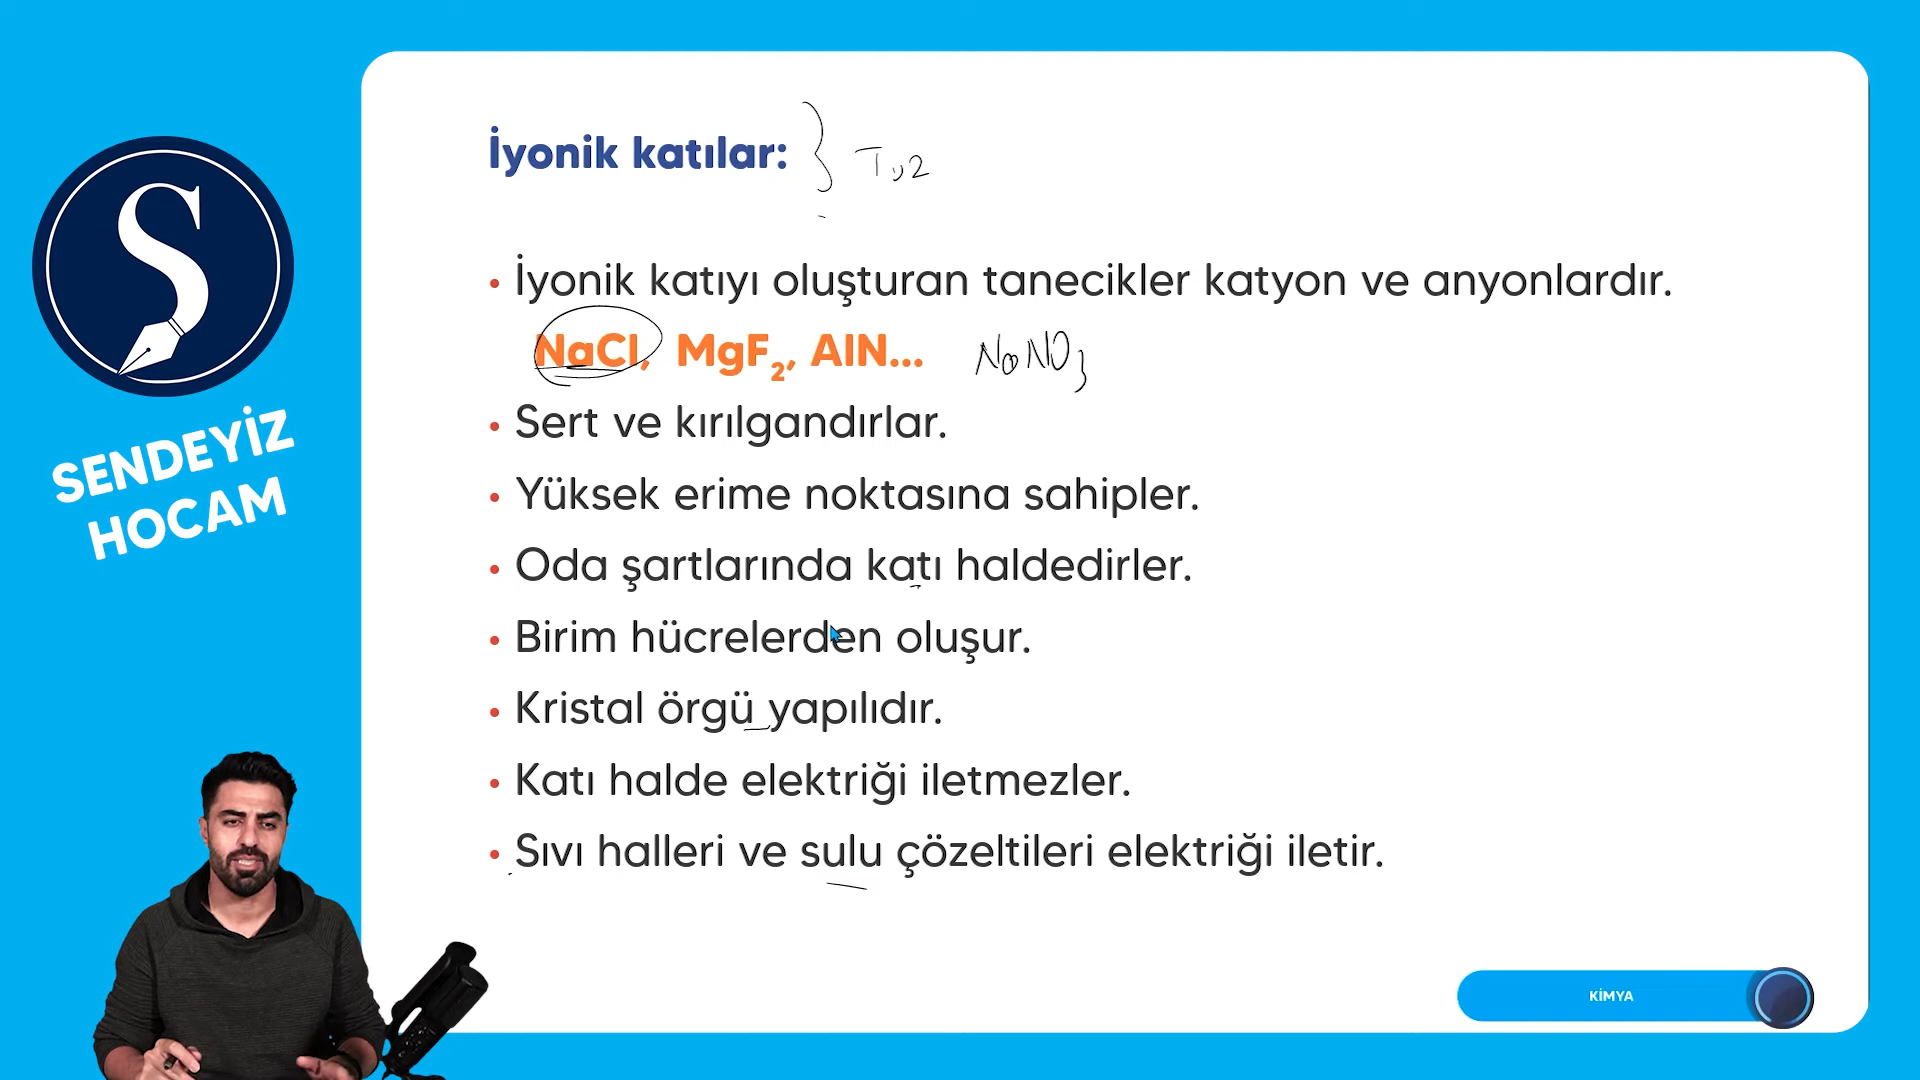 İyonik katılar: } Tuz
• İyonik katıyı oluşturan tanecikler katyon ve anyonlardır.
NaCl, MgF₂, AlN... NaNO₃
• Sert ve kırılgandırlar.
• Yüksek erime noktasına sahipler.
• Oda şartlarında katı haldedirler.
• Birim hücrelerden oluşur.
• Kristal örgü yapılıdır.
• Katı halde elektriği iletmezler.
• Sıvı halleri ve sulu çözeltileri elektriği iletir.
S
SENDEYİZ
HOCAM
KİMYA